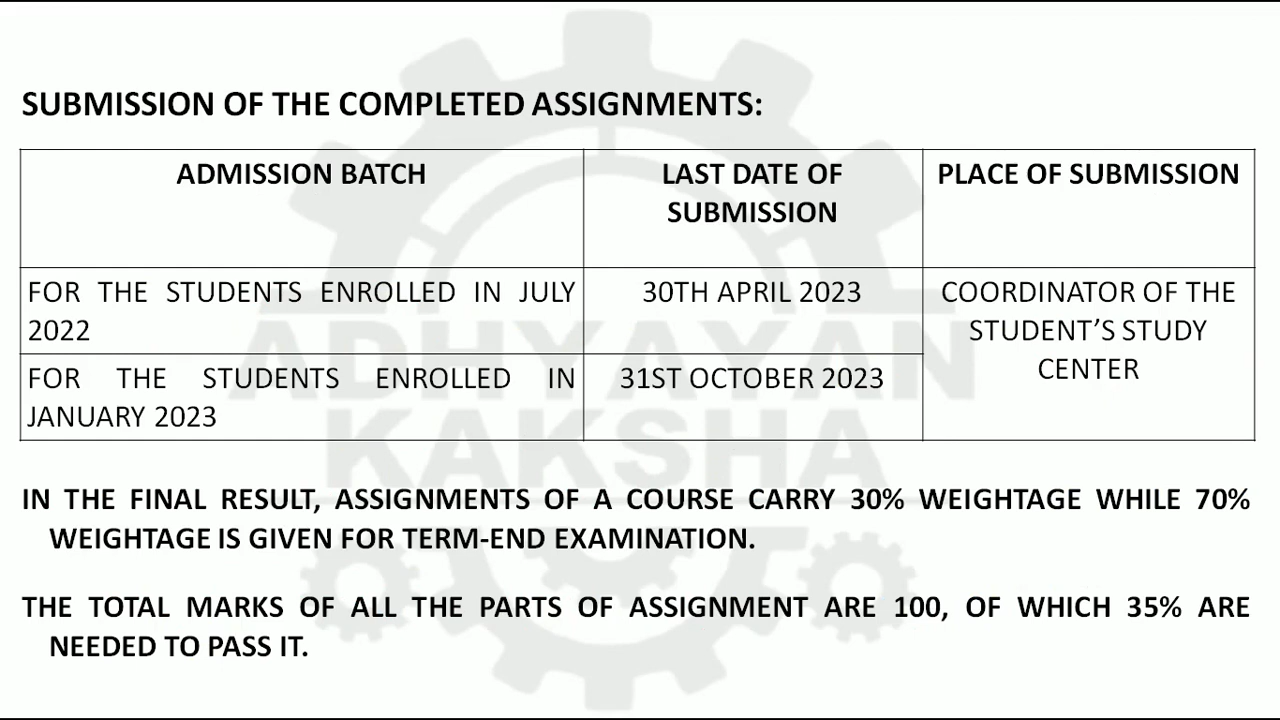 SUBMISSION OF THE COMPLETED ASSIGNMENTS:
ADMISSION BATCH
LAST DATE OF
SUBMISSION
PLACE OF SUBMISSION
FOR THE STUDENTS ENROLLED IN JULY
2022
30TH APRIL 2023
COORDINATOR OF THE
STUDENT’S STUDY
CENTER
FOR THE STUDENTS ENROLLED IN
JANUARY 2023
31ST OCTOBER 2023
ADHYAYAN
KAKSHA
IN THE FINAL RESULT, ASSIGNMENTS OF A COURSE CARRY 30% WEIGHTAGE WHILE 70%
WEIGHTAGE IS GIVEN FOR TERM-END EXAMINATION.
THE TOTAL MARKS OF ALL THE PARTS OF ASSIGNMENT ARE 100, OF WHICH 35% ARE
NEEDED TO PASS IT.